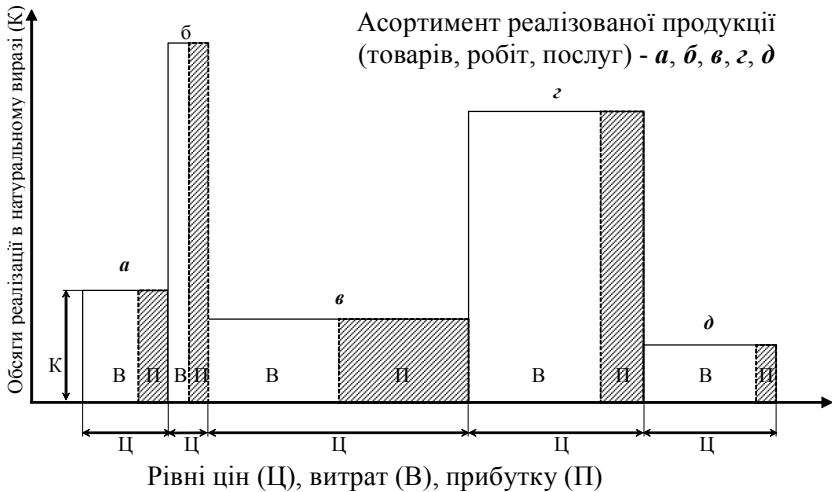 Обсяги реалізації в натуральному виразі (К)
Асортимент реалізованої продукції
(товарів, робіт, послуг) - а, б, в, г, д
б
г
а
в
д
К
В П В П В П В П В П
Ц Ц Ц Ц Ц
Рівні цін (Ц), витрат (В), прибутку (П)